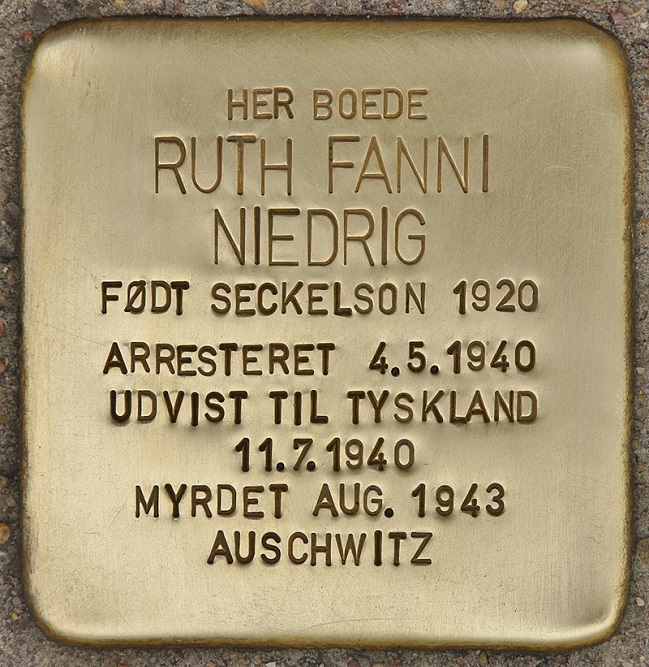 HER BOEDE
RUTH FANNI
NIEDRIG
FØDT SECKELSON 1920
ARRESTERET 4.5.1940
UDVIST TIL TYSKLAND
11.7.1940
MYRDET AUG. 1943
AUSCHWITZ